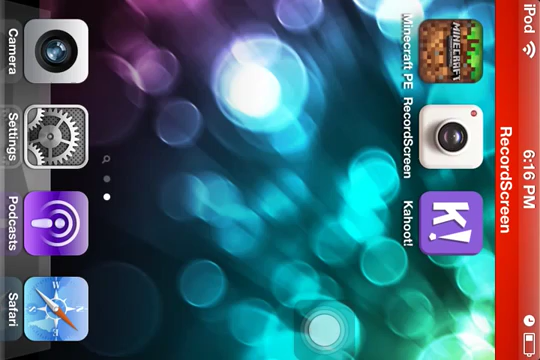 iPod 6:16 PM
RecordScreen
MINECRAFT
K!
Minecraft PE RecordScreen Kahoot!
Camera Settings Podcasts Safari